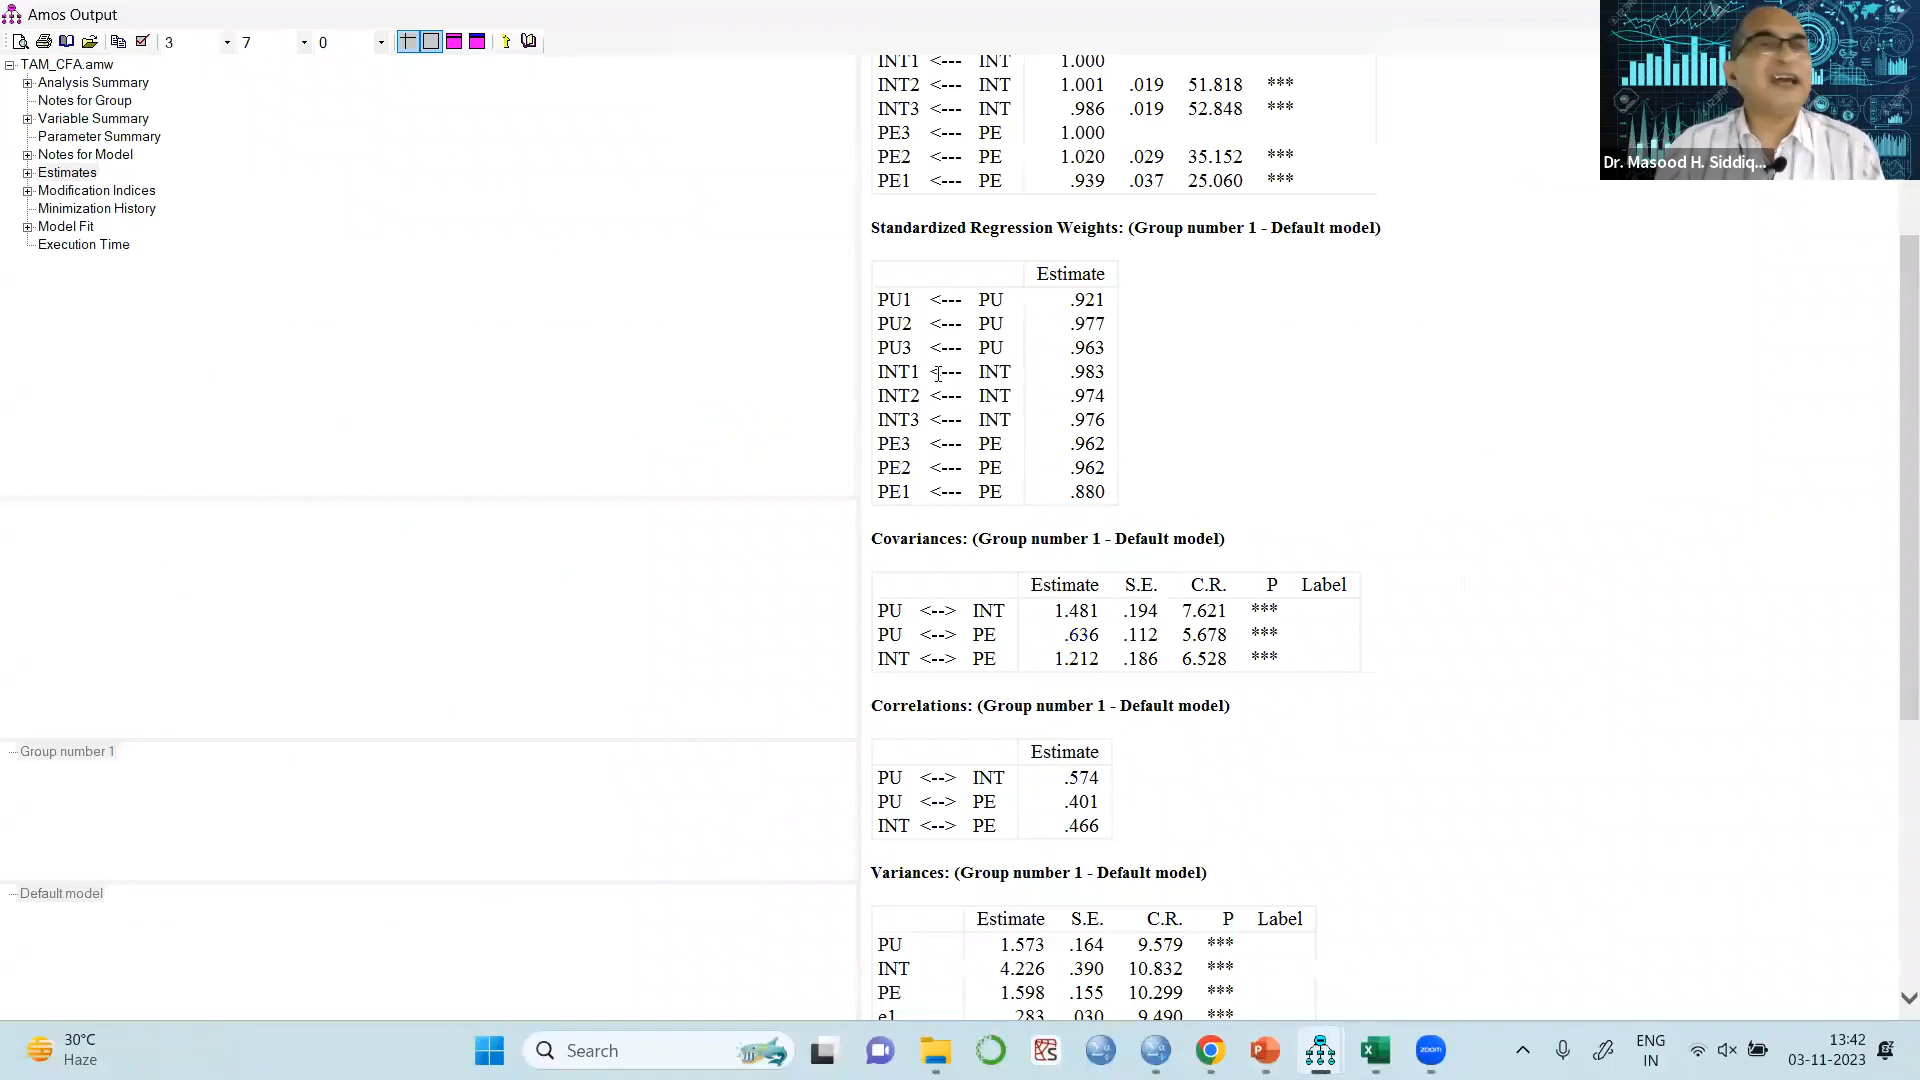 Amos Output
3 7 0
TAM_CFA.amw
Analysis Summary
Notes for Group
Variable Summary
Parameter Summary
Notes for Model
Estimates
Modification Indices
Minimization History
Model Fit
Execution Time
Group number 1
Default model
INT1 <--- INT 1.000
INT2 <--- INT 1.001 .019 51.818 ***
INT3 <--- INT .986 .019 52.848 ***
PE3 <--- PE 1.000
PE2 <--- PE 1.020 .029 35.152 ***
PE1 <--- PE .939 .037 25.060 ***
Standardized Regression Weights: (Group number 1 - Default model)
Estimate
PU1 <--- PU .921
PU2 <--- PU .977
PU3 <--- PU .963
INT1 <--- INT .983
INT2 <--- INT .974
INT3 <--- INT .976
PE3 <--- PE .962
PE2 <--- PE .962
PE1 <--- PE .880
Covariances: (Group number 1 - Default model)
Estimate S.E. C.R. P Label
PU <--> INT 1.481 .194 7.621 ***
PU <--> PE .636 .112 5.678 ***
INT <--> PE 1.212 .186 6.528 ***
Correlations: (Group number 1 - Default model)
Estimate
PU <--> INT .574
PU <--> PE .401
INT <--> PE .466
Variances: (Group number 1 - Default model)
Estimate S.E. C.R. P Label
PU 1.573 .164 9.579 ***
INT 4.226 .390 10.832 ***
PE 1.598 .155 10.299 ***
e1 .283 .030 9.490 ***
Dr. Masood H. Siddiq...
30°C
Haze
Search
zoom
ENG
IN
13:42
03-11-2023